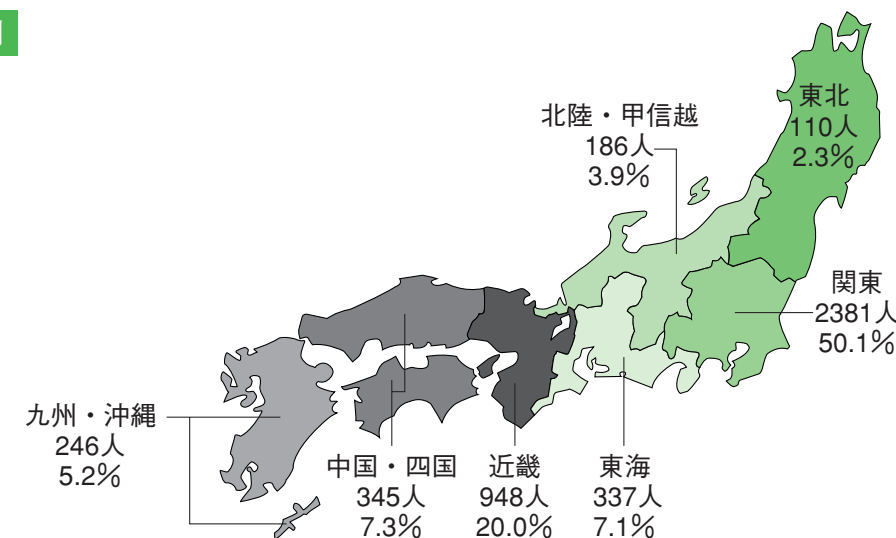 東北
110人
2.3%
北陸・甲信越
186人
3.9%
関東
2381人
50.1%
九州・沖縄
246人
5.2%
中国・四国
345人
7.3%
近畿
948人
20.0%
東海
337人
7.1%